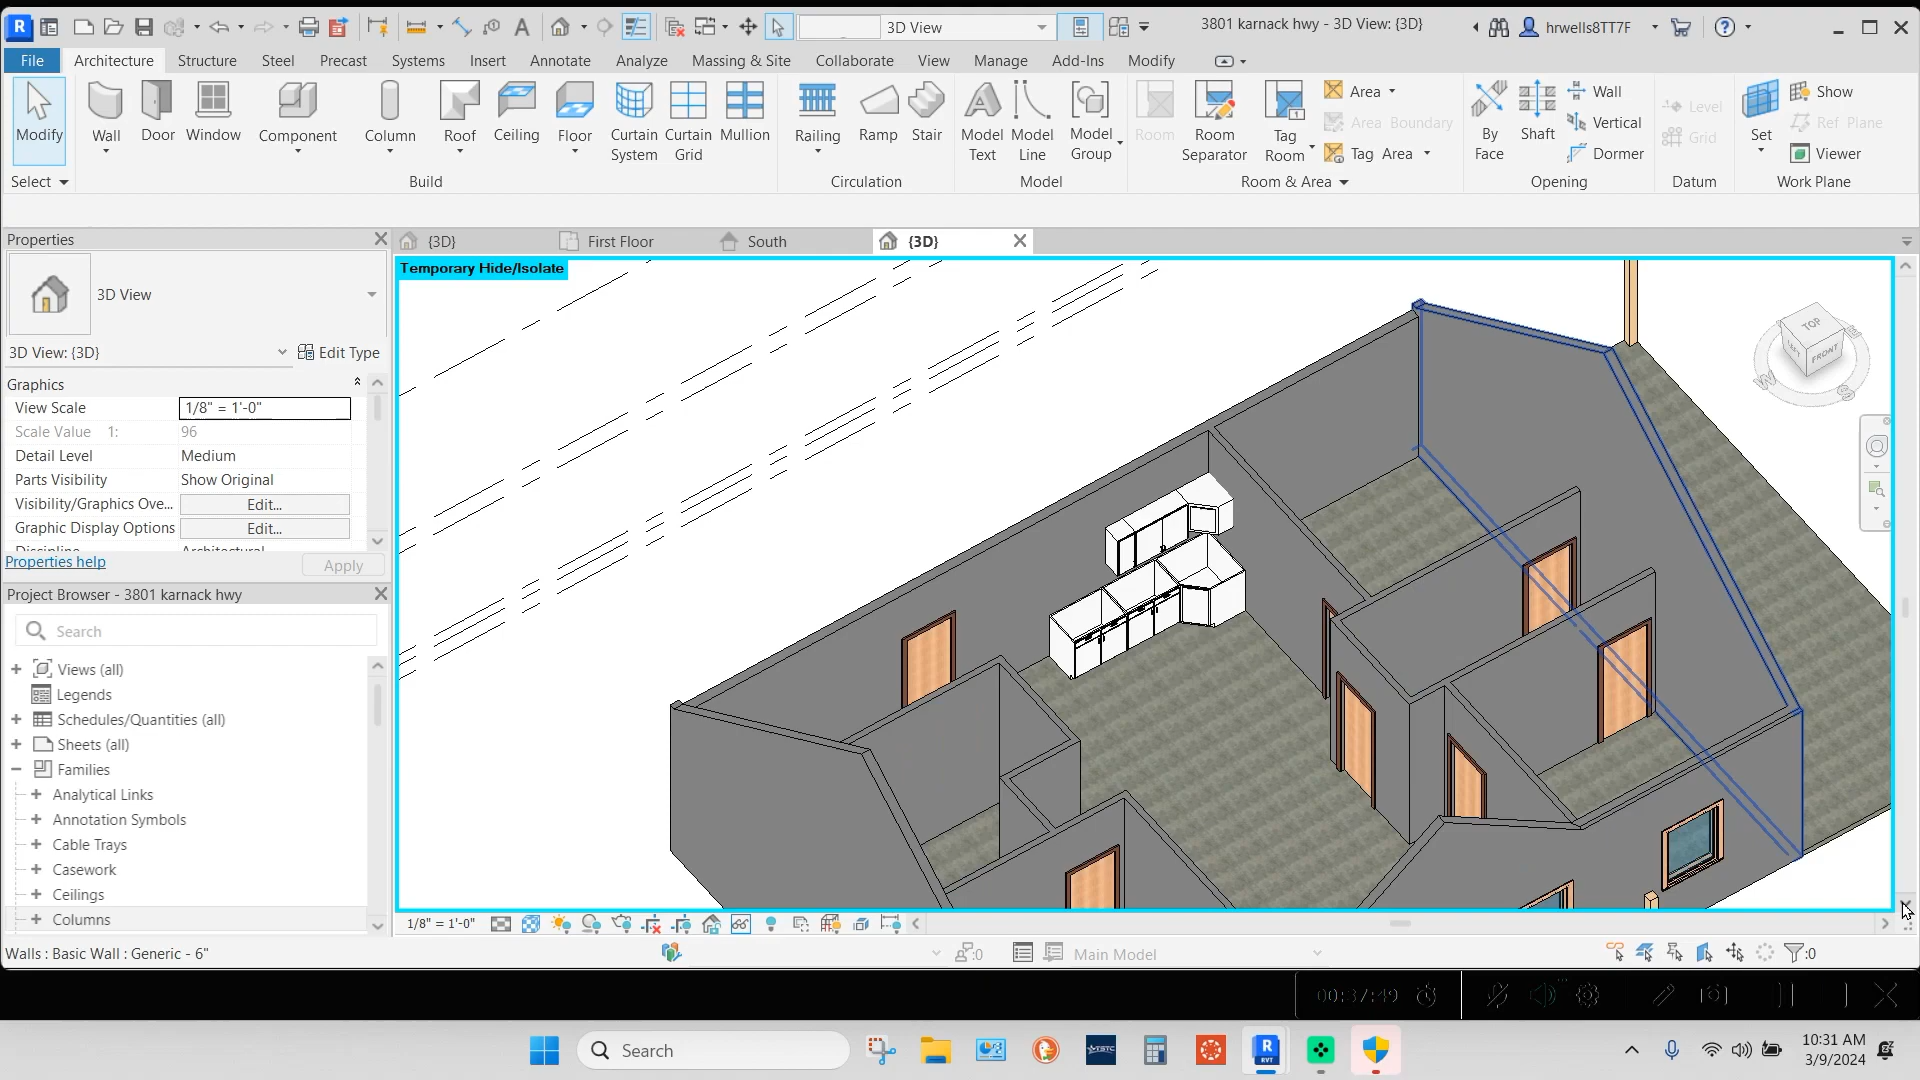 R
3D View
3801 karnack hwy - 3D View: {3D}
hrwells8TT7F
File
Architecture
Structure
Steel
Precast
Systems
Insert
Annotate
Analyze
Massing & Site
Collaborate
View
Manage
Add-Ins
Modify
Modify
Wall
Door
Window
Component
Column
Roof
Ceiling
Floor
Curtain System
Curtain Grid
Mullion
Railing
Ramp
Stair
Model Text
Model Line
Model Group
Room
Room Separator
Tag Room
Area
Area Boundary
Tag Area
By Face
Shaft
Wall
Vertical
Dormer
Level
Grid
Set
Show
Ref Plane
Viewer
Select
Build
Circulation
Model
Room & Area
Opening
Datum
Work Plane
Properties
{3D}
First Floor
South
{3D}
3D View
3D View: {3D}
Edit Type
Graphics
View Scale 1/8" = 1'-0"
Scale Value 1: 96
Detail Level Medium
Parts Visibility Show Original
Visibility/Graphics Ove... Edit...
Graphic Display Options Edit...
Discipline Architectural
Properties help
Apply
Project Browser - 3801 karnack hwy
Search
Views (all)
Legends
Schedules/Quantities (all)
Sheets (all)
Families
Analytical Links
Annotation Symbols
Cable Trays
Casework
Ceilings
Columns
Temporary Hide/Isolate
TOP
LEFT
FRONT
W
S
E
1/8" = 1'-0"
Walls : Basic Wall : Generic - 6"
:0
Main Model
:0
00:37:49
Search
TSTC
R
RVT
10:31 AM
3/9/2024